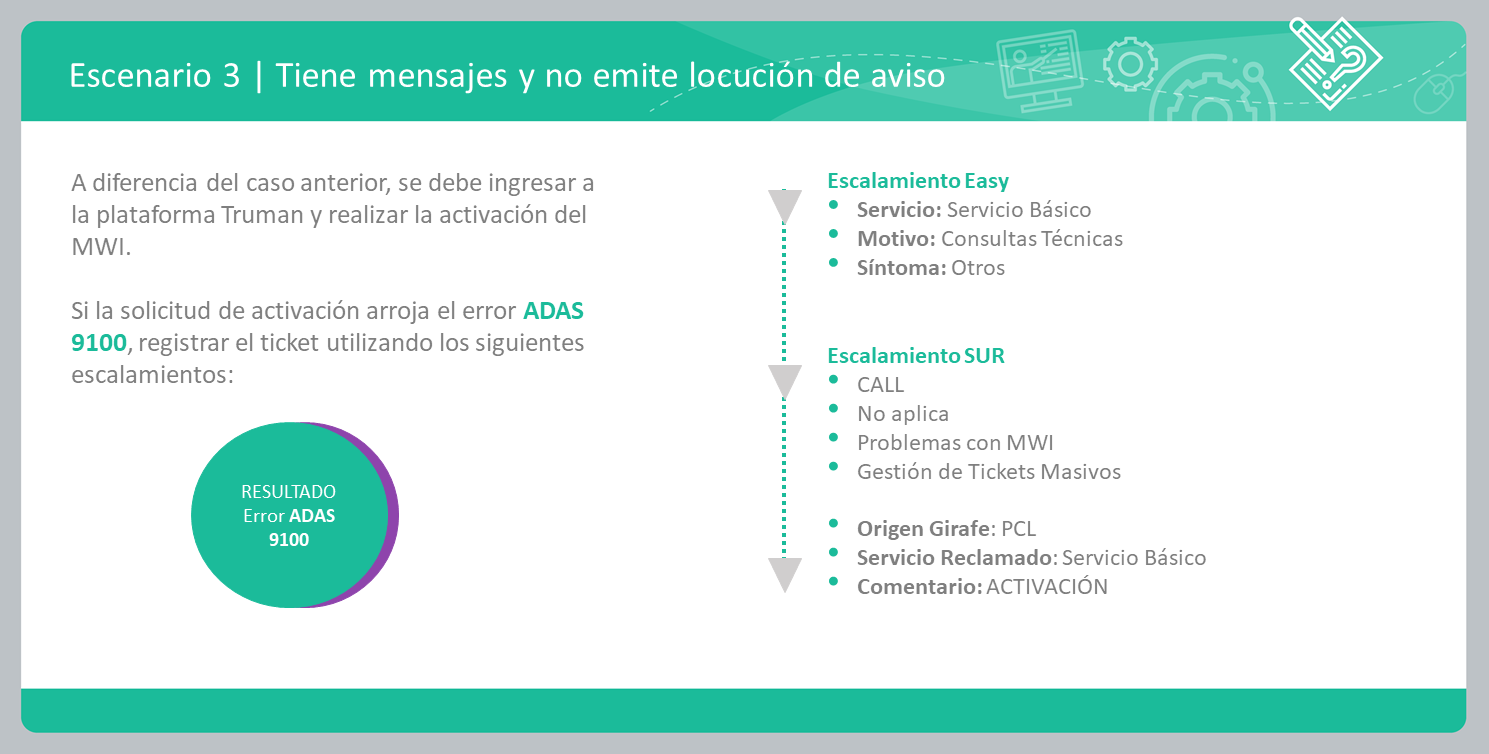 Escenario 3 | Tiene mensajes y no emite locución de aviso
A diferencia del caso anterior, se debe ingresar a
la plataforma Truman y realizar la activación del
MWI.
Si la solicitud de activación arroja el error ADAS
9100, registrar el ticket utilizando los siguientes
escalamientos:
RESULTADO
Error ADAS
9100
Escalamiento Easy
• Servicio: Servicio Básico
• Motivo: Consultas Técnicas
• Síntoma: Otros
Escalamiento SUR
• CALL
• No aplica
• Problemas con MWI
• Gestión de Tickets Masivos
• Origen Girafe: PCL
• Servicio Reclamado: Servicio Básico
• Comentario: ACTIVACIÓN